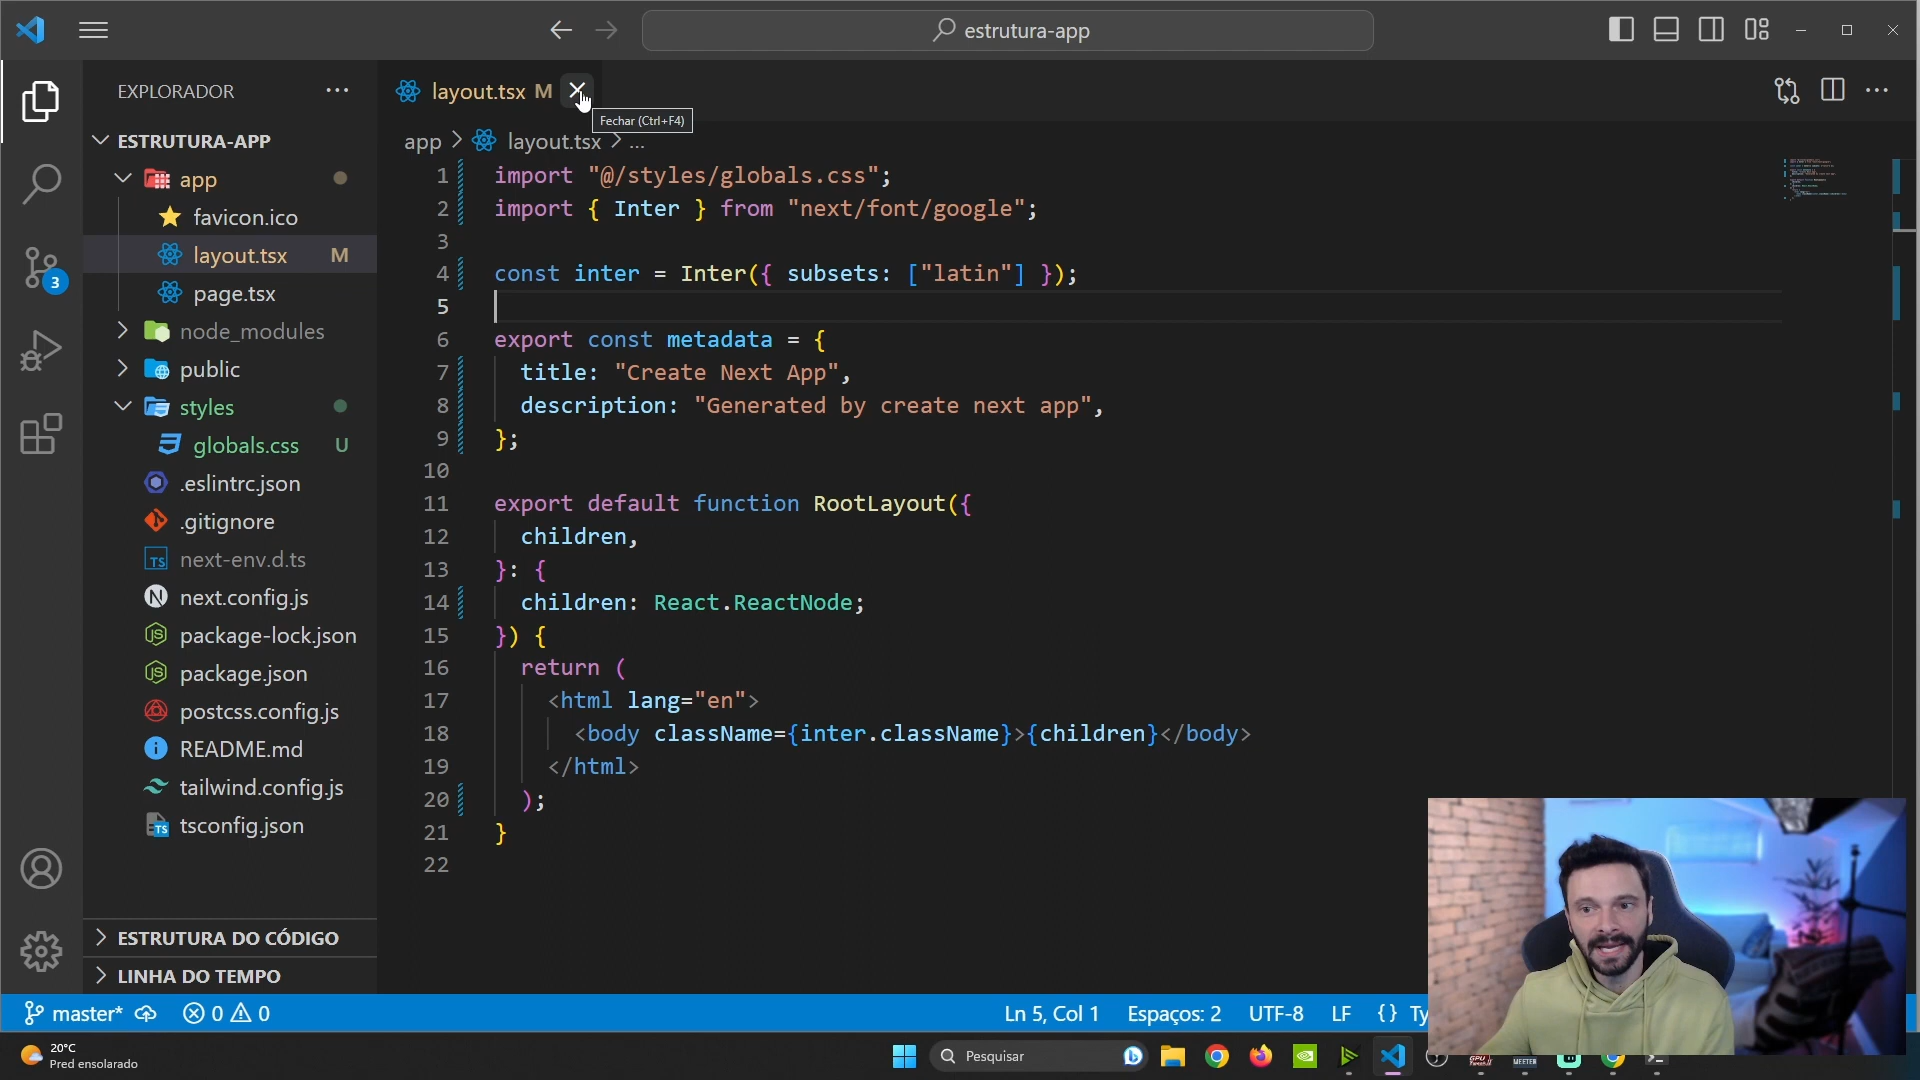 estrutura-app
EXPLORADOR
layout.tsx M
Fechar (Ctrl+F4)
app > layout.tsx > ...
ESTRUTURA-APP
app
favicon.ico
layout.tsx M
page.tsx
node_modules
public
styles
globals.css U
.eslintrc.json
.gitignore
next-env.d.ts
next.config.js
package-lock.json
package.json
postcss.config.js
README.md
tailwind.config.js
tsconfig.json
ESTRUTURA DO CÓDIGO
LINHA DO TEMPO
3
1 import "@/styles/globals.css";
2 import { Inter } from "next/font/google";
3
4 const inter = Inter({ subsets: ["latin"] });
5
6 export const metadata = {
7 title: "Create Next App",
8 description: "Generated by create next app",
9 };
10
11 export default function RootLayout({
12 children,
13 }: {
14 children: React.ReactNode;
15 }) {
16 return (
17 <html lang="en">
18 <body className={inter.className}>{children}</body>
19 </html>
20 );
21 }
22
master* 0 0
Ln 5, Col 1 Espaços: 2 UTF-8 LF {} Ty
20°C
Pred ensolarado
Pesquisar